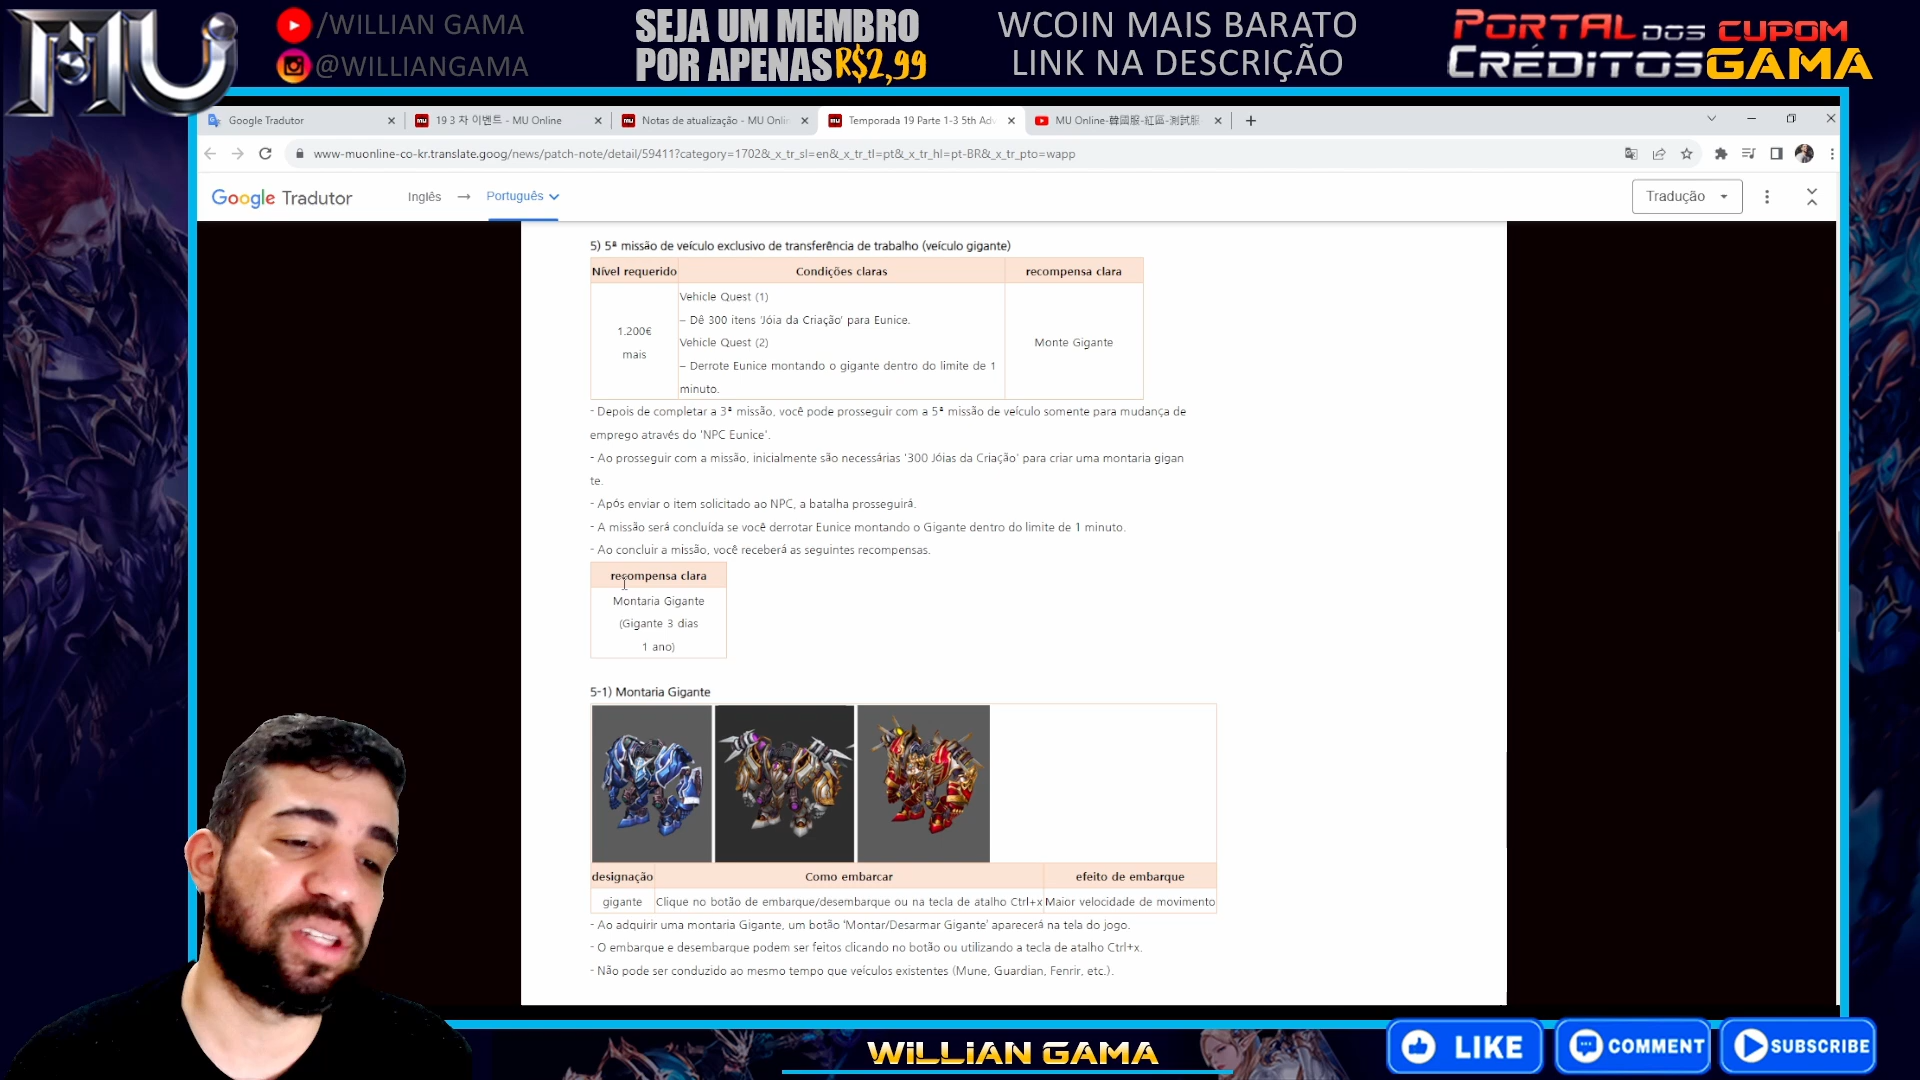 MU
/WILLIAN GAMA
@WILLIANGAMA
SEJA UM MEMBRO
POR APENAS R$2,99
WCOIN MAIS BARATO
LINK NA DESCRIÇÃO
PORTAL DOS CUPOM
CRÉDITOS GAMA
Google Tradutor
19 3 차 이벤트 - MU Online
Notas de atualização - MU Onlin
Temporada 19 Parte 1-3 5th Adv
MU Online-韓國服-紅區-測試服
www-muonline-co-kr.translate.goog/news/patch-note/detail/59411?category=1702&_x_tr_sl=en&_x_tr_tl=pt&_x_tr_hl=pt-BR&_x_tr_pto=wapp
Google Tradutor
Inglês → Português
Tradução
5) 5ª missão de veículo exclusivo de transferência de trabalho (veículo gigante)
Nível requerido Condições claras recompensa clara
Vehicle Quest (1)
– Dê 300 itens ‘Jóia da Criação’ para Eunice.
1.200€
mais
Vehicle Quest (2)
– Derrote Eunice montando o gigante dentro do limite de 1
minuto.
Monte Gigante
- Depois de completar a 3ª missão, você pode prosseguir com a 5ª missão de veículo somente para mudança de
emprego através do 'NPC Eunice'.
- Ao prosseguir com a missão, inicialmente são necessárias '300 Jóias da Criação' para criar uma montaria gigan
te.
- Após enviar o item solicitado ao NPC, a batalha prosseguirá.
- A missão será concluída se você derrotar Eunice montando o Gigante dentro do limite de 1 minuto.
- Ao concluir a missão, você receberá as seguintes recompensas.
recompensa clara
Montaria Gigante
(Gigante 3 dias
1 ano)
5-1) Montaria Gigante
designação Como embarcar efeito de embarque
gigante Clique no botão de embarque/desembarque ou na tecla de atalho Ctrl+x Maior velocidade de movimento
- Ao adquirir uma montaria Gigante, um botão ‘Montar/Desarmar Gigante’ aparecerá na tela do jogo.
- O embarque e desembarque podem ser feitos clicando no botão ou utilizando a tecla de atalho Ctrl+x.
- Não pode ser conduzido ao mesmo tempo que veículos existentes (Mune, Guardian, Fenrir, etc.).
WiLLiAN GAMA
LIKE
COMMENT
SUBSCRIBE